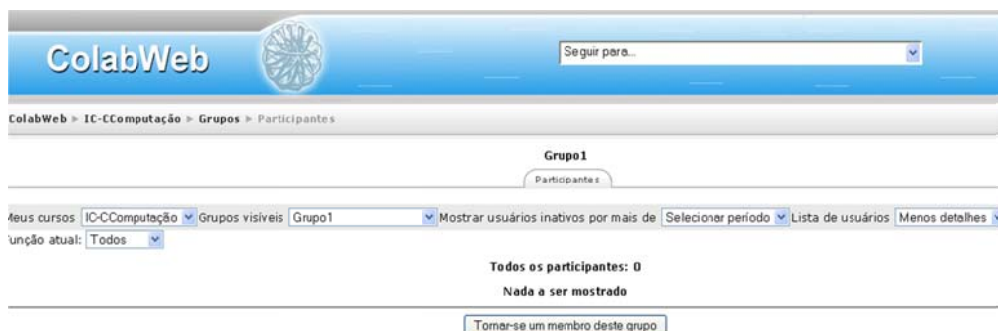 ColabWeb
Seguir para...
ColabWeb ► IC-CComputação ► Grupos ► Participantes
Grupo1
Participantes
Meus cursos IC-CComputação Grupos visíveis Grupo1 Mostrar usuários inativos por mais de Selecionar período Lista de usuários Menos detalhes
Função atual: Todos
Todos os participantes: 0
Nada a ser mostrado
Tornar-se um membro deste grupo